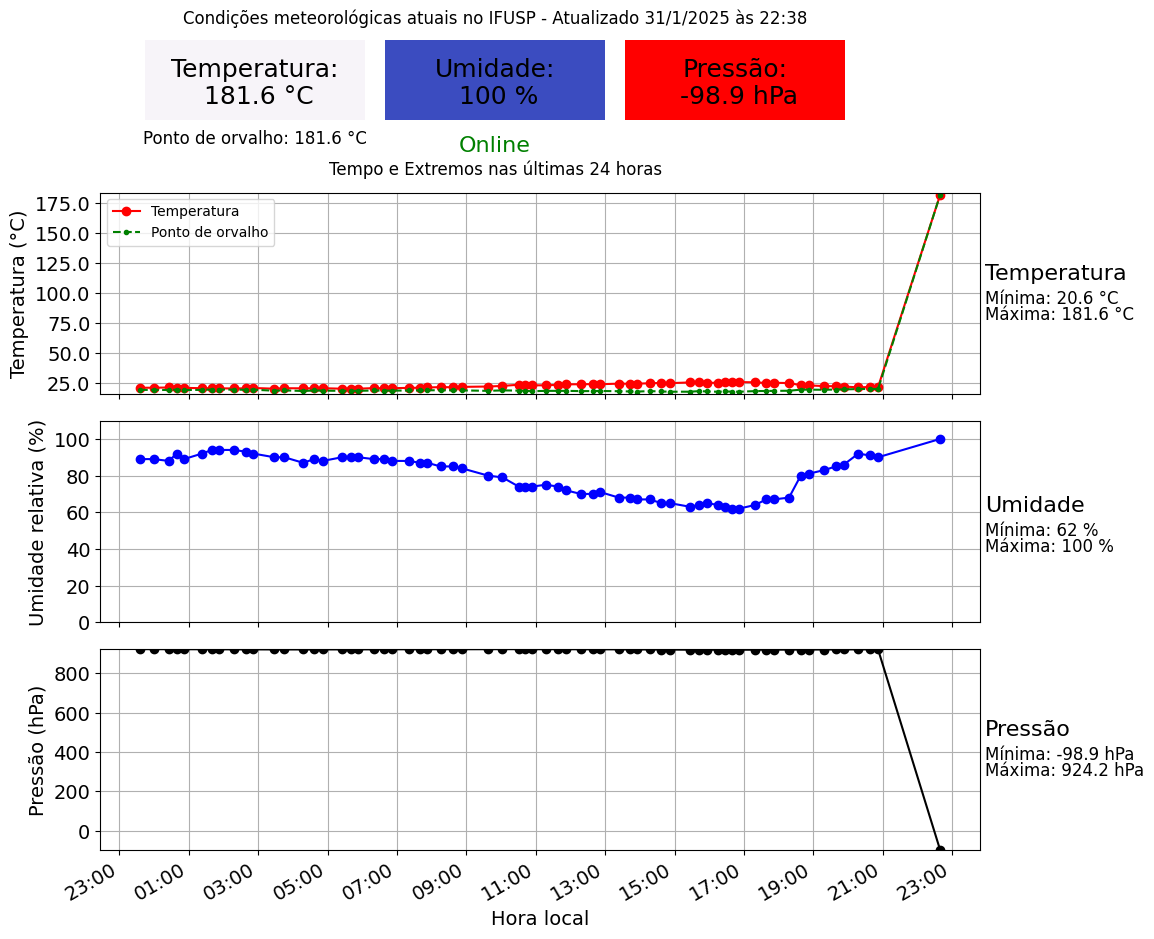 Condições meteorológicas atuais no IFUSP - Atualizado 31/1/2025 às 22:38
Temperatura:
181.6 °C
Umidade:
100 %
Pressão:
-98.9 hPa
Ponto de orvalho: 181.6 °C
Online
Tempo e Extremos nas últimas 24 horas
Temperatura (°C)
175.0
150.0
125.0
100.0
75.0
50.0
25.0
Temperatura
Ponto de orvalho
Temperatura
Mínima: 20.6 °C
Máxima: 181.6 °C
Umidade relativa (%)
100
80
60
40
20
0
Umidade
Mínima: 62 %
Máxima: 100 %
Pressão (hPa)
800
600
400
200
0
Pressão
Mínima: -98.9 hPa
Máxima: 924.2 hPa
23:00
01:00
03:00
05:00
07:00
09:00
11:00
13:00
15:00
17:00
19:00
21:00
23:00
Hora local